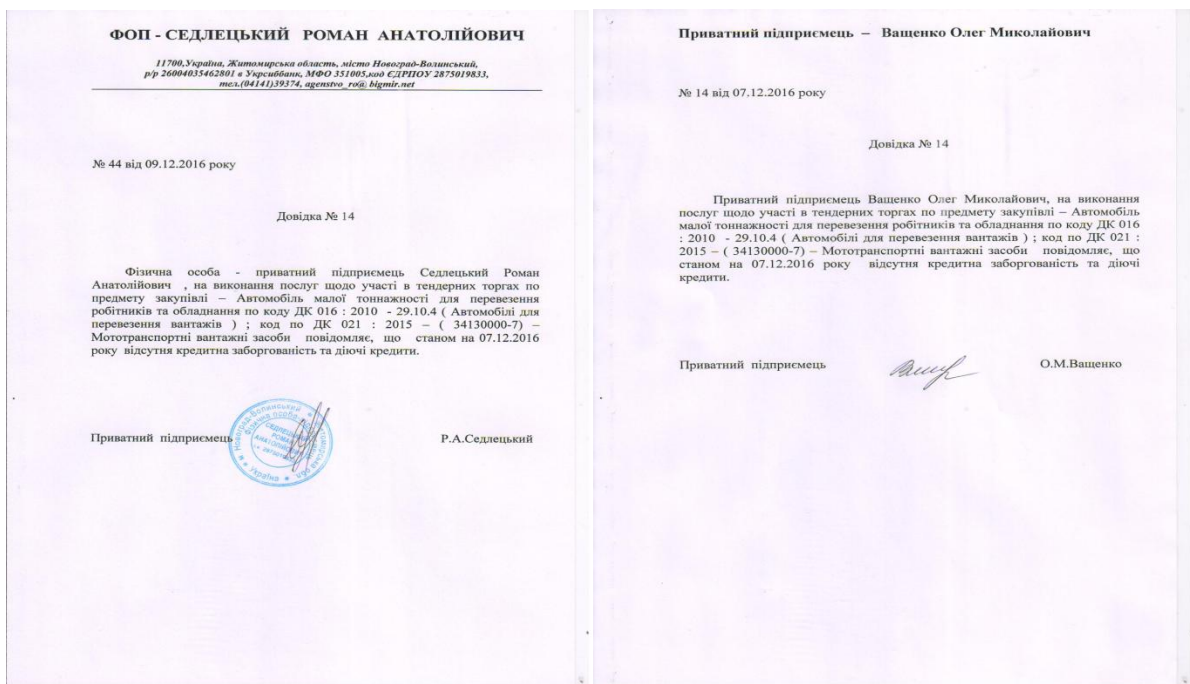 ФОП - СЕДЛЕЦЬКИЙ РОМАН АНАТОЛІЙОВИЧ
11700,Україна, Житомирська область, місто Новоград-Волинський,
р/р 26004035462801 в Укрсиббанк, МФО 351005,код ЄДРПОУ 2875019833,
тел.(04141)39374, agenstvo_ro@ bigmir.net
№ 44 від 09.12.2016 року
Довідка № 14
Фізична особа - приватний підприємець Седлецький Роман
Анатолійович , на виконання послуг щодо участі в тендерних торгах по
предмету закупівлі – Автомобіль малої тоннажності для перевезення
робітників та обладнання по коду ДК 016 : 2010 - 29.10.4 ( Автомобілі для
перевезення вантажів ) ; код по ДК 021 : 2015 – ( 34130000-7) –
Мототранспортні вантажні засоби повідомляє, що станом на 07.12.2016
року відсутня кредитна заборгованість та діючі кредити.
Приватний підприємець
Р.А.Седлецький
Новоград-Волинський
Фізична особа
СЕДЛЕЦЬКИЙ
РОМАН
АНАТОЛІЙОВИЧ
Україна
Приватний підприємець – Ващенко Олег Миколайович
№ 14 від 07.12.2016 року
Довідка № 14
Приватний підприємець Ващенко Олег Миколайович, на виконання
послуг щодо участі в тендерних торгах по предмету закупівлі – Автомобіль
малої тоннажності для перевезення робітників та обладнання по коду ДК 016
: 2010 - 29.10.4 ( Автомобілі для перевезення вантажів ) ; код по ДК 021 :
2015 – ( 34130000-7) – Мототранспортні вантажні засоби повідомляє, що
станом на 07.12.2016 року відсутня кредитна заборгованість та діючі
кредити.
Приватний підприємець
О.М.Ващенко